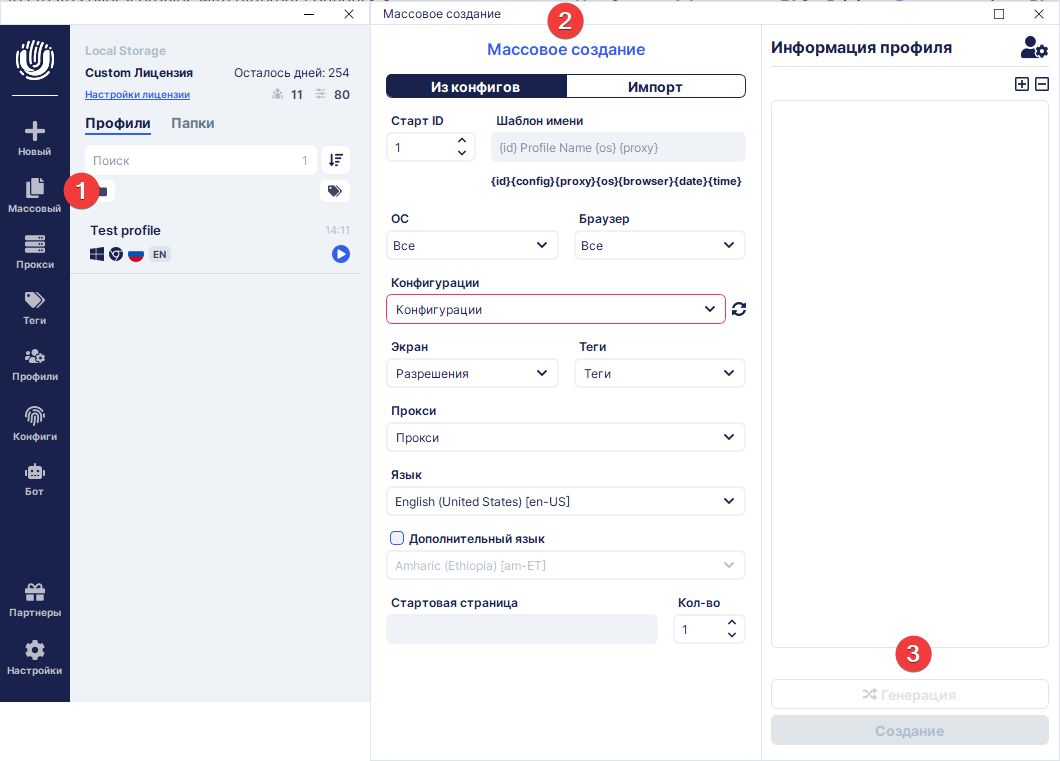 Local Storage
Custom Лицензия
Осталось дней: 254
Настройки лицензии
11
80
Профили
Папки
Поиск
1
Test profile
14:11
EN
Новый
Массовый
1
Прокси
Теги
Профили
Конфиги
Бот
Партнеры
Настройки
Массовое создание
2
Массовое создание
Из конфигов
Импорт
Старт ID
Шаблон имени
1
{id} Profile Name {os} {proxy}
{id}{config}{proxy}{os}{browser}{date}{time}
ОС
Браузер
Все
Все
Конфигурации
Конфигурации
Экран
Теги
Разрешения
Теги
Прокси
Прокси
Язык
English (United States) [en-US]
Дополнительный язык
Amharic (Ethiopia) [am-ET]
Стартовая страница
Кол-во
1
Информация профиля
3
Генерация
Создание